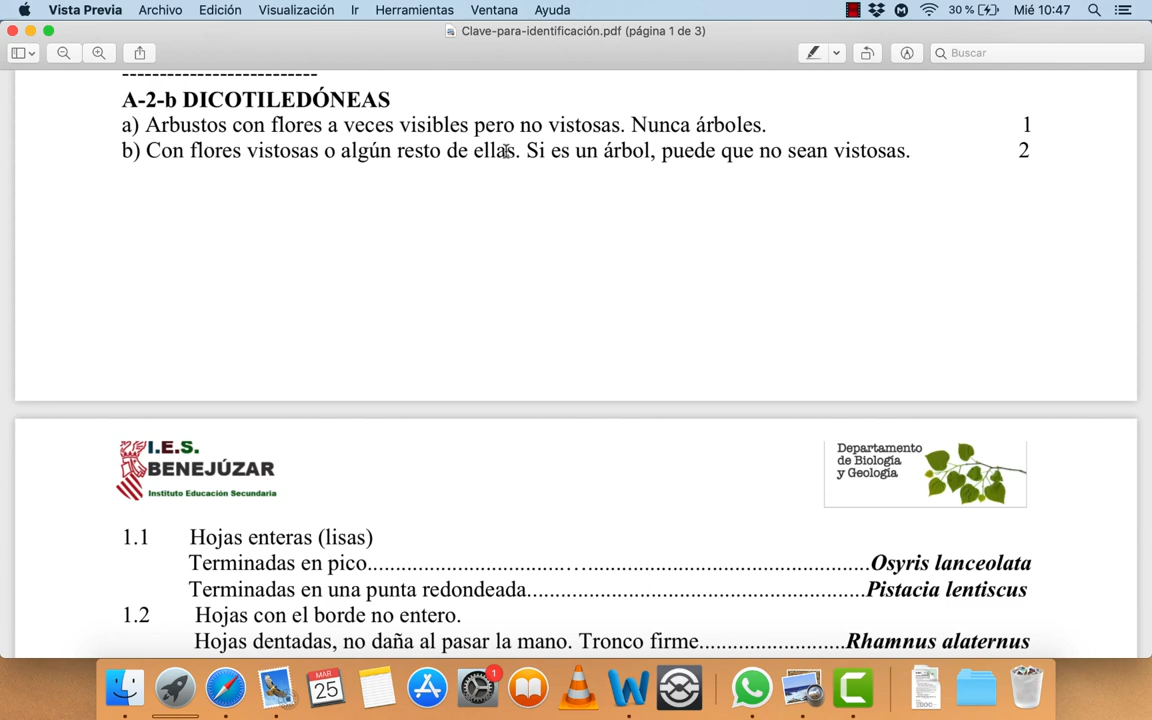 Vista Previa Archivo Edición Visualización Ir Herramientas Ventana Ayuda 30 % Mié 10:47
Clave-para-identificación.pdf (página 1 de 3)
Buscar
---------------------------
A-2-b DICOTILEDÓNEAS
a) Arbustos con flores a veces visibles pero no vistosas. Nunca árboles. 1
b) Con flores vistosas o algún resto de ellas. Si es un árbol, puede que no sean vistosas. 2
I.E.S.
BENEJÚZAR
Instituto Educación Secundaria
Departamento
de Biología
y Geología
1.1 Hojas enteras (lisas)
Terminadas en pico..............................…...........................................Osyris lanceolata
Terminadas en una punta redondeada..................................................Pistacia lentiscus
1.2 Hojas con el borde no entero.
Hojas dentadas, no daña al pasar la mano. Tronco firme......................Rhamnus alaternus
MAR
25
1